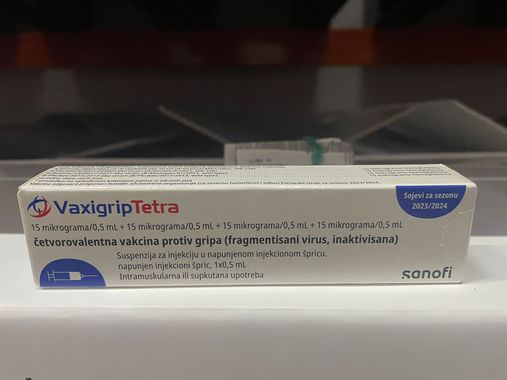 VaxigripTetra
Sojevi za sezonu
2023/2024
15 mikrograma/0,5 mL + 15 mikrograma/0,5 mL + 15 mikrograma/0,5 mL + 15 mikrograma/0,5 mL
četvorovalentna vakcina protiv gripa (fragmentisani virus, inaktivisana)
Suspenzija za injekciju u napunjenom injekcionom špricu.
napunjen injekcioni špric, 1x0,5 mL
Intramuskularna ili supkutana upotreba
sanofi